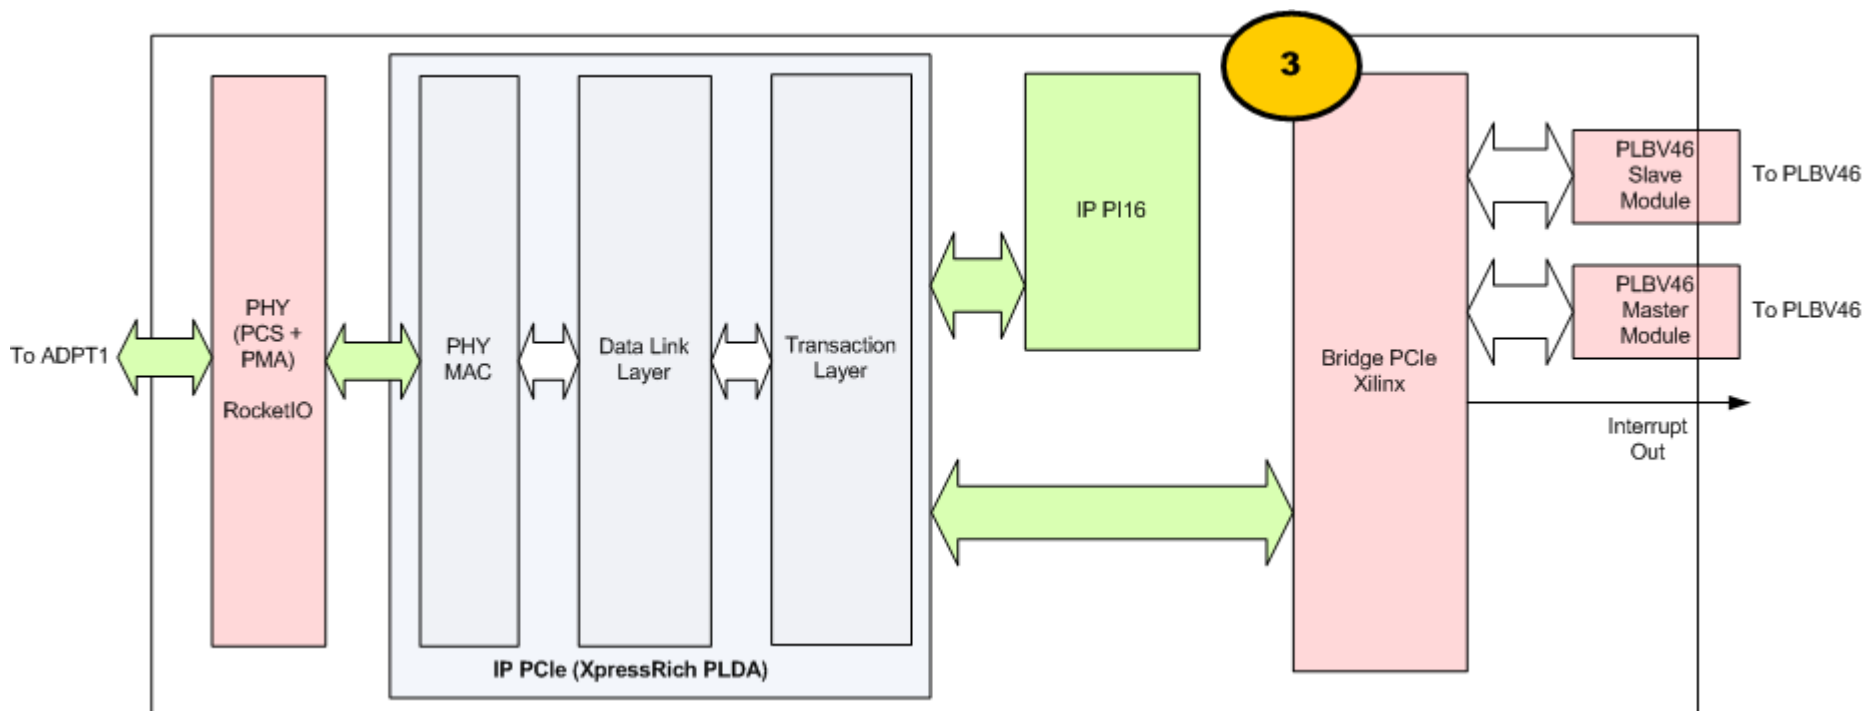 3
To ADPT1
PHY
(PCS +
PMA)
RocketIO
PHY
MAC
Data Link
Layer
Transaction
Layer
IP PCIe (XpressRich PLDA)
IP PI16
Bridge PCIe
Xilinx
PLBV46
Slave
Module
To PLBV46
PLBV46
Master
Module
To PLBV46
Interrupt
Out